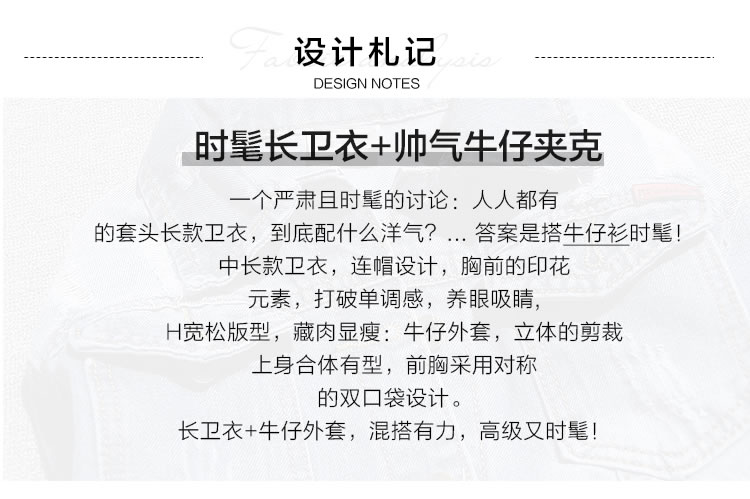 设计札记
DESIGN NOTES
时髦长卫衣+帅气牛仔夹克
一个严肃且时髦的讨论：人人都有
的套头长款卫衣，到底配什么洋气？... 答案是搭牛仔衫时髦！
中长款卫衣，连帽设计，胸前的印花
元素，打破单调感，养眼吸睛，
H宽松版型，藏肉显瘦：牛仔外套，立体的剪裁
上身合体有型，前胸采用对称
的双口袋设计。
长卫衣+牛仔外套，混搭有力，高级又时髦！